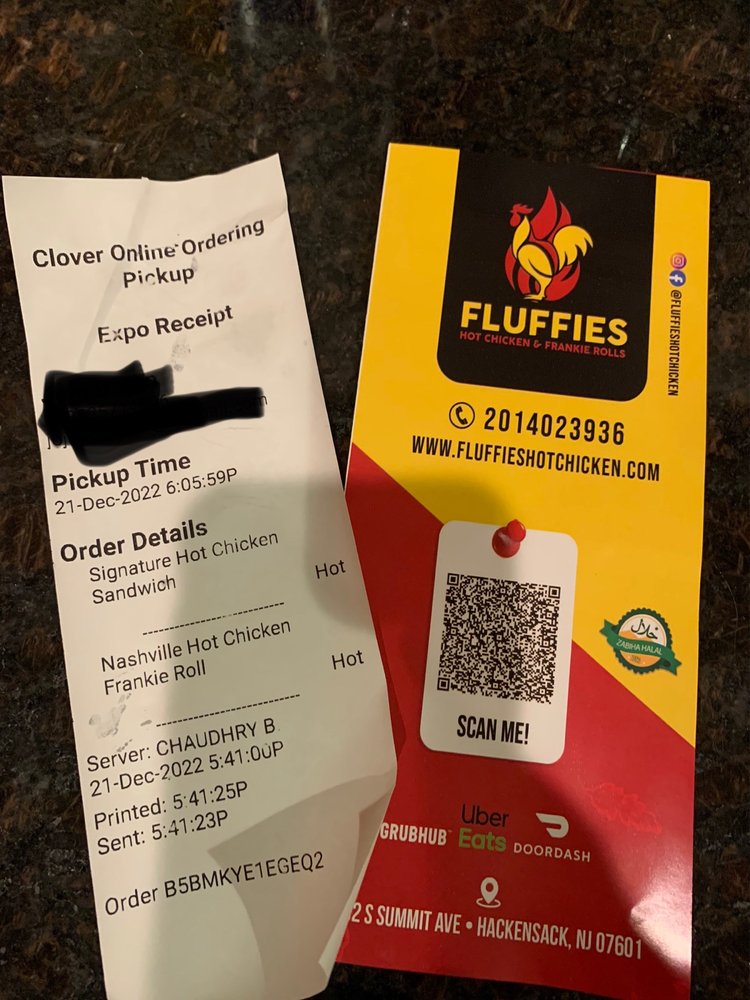 Clover Online Ordering
Pickup
Expo Receipt
Pickup Time
21-Dec-2022 6:05:59P
Order Details
Signature Hot Chicken
Sandwich
Hot
--------------------
Nashville Hot Chicken
Frankie Roll
Hot
--------------------
Server: CHAUDHRY B
21-Dec-2022 5:41:00P
Printed: 5:41:25P
Sent: 5:41:23P
Order B5BMKYE1EGEQ2
FLUFFIES
HOT CHICKEN & FRANKIE ROLLS
@FLUFFIESHOTCHICKEN
2014023936
WWW.FLUFFIESHOTCHICKEN.COM
حلال
ZABIHA HALAL
SCAN ME!
GRUBHUB
Uber
Eats
DOORDASH
2 S SUMMIT AVE • HACKENSACK, NJ 07601